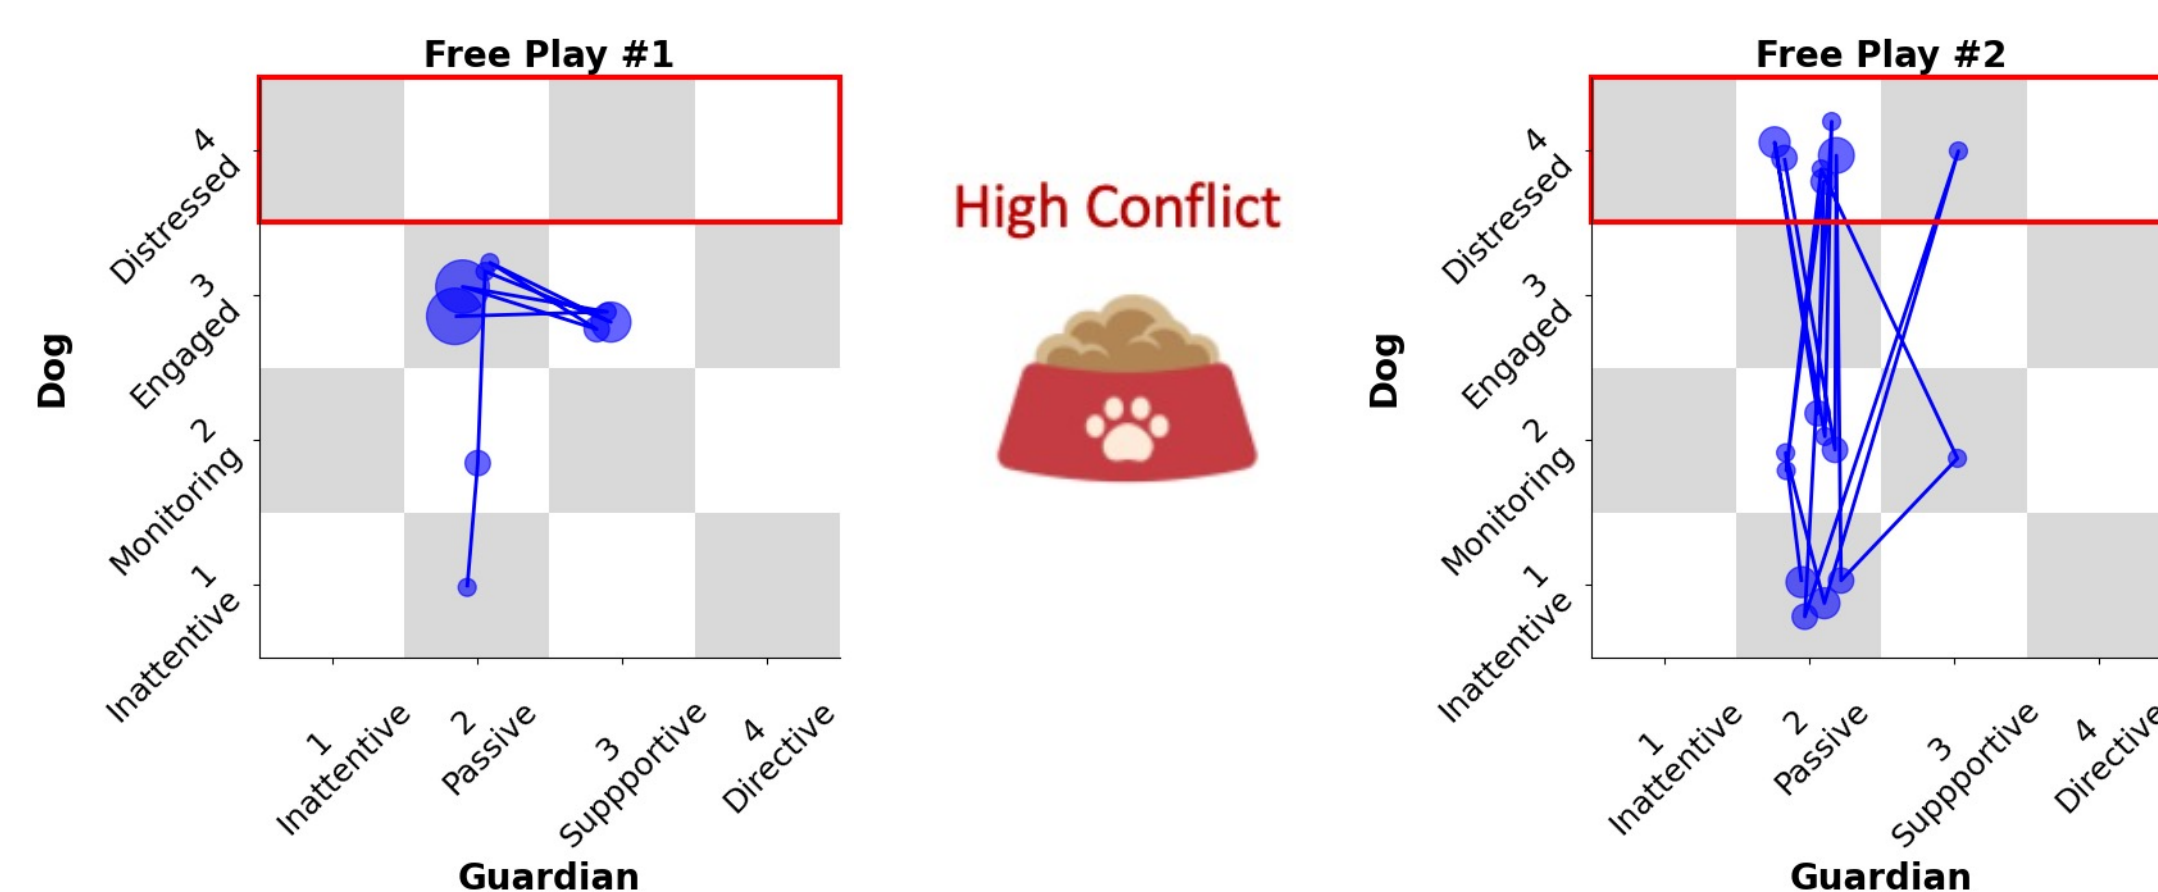 Free Play #1
Dog
4
Distressed
3
Engaged
2
Monitoring
1
Inattentive
1
Inattentive
2
Passive
3
Suppportive
4
Directive
Guardian
High Conflict
Free Play #2
Dog
4
Distressed
3
Engaged
2
Monitoring
1
Inattentive
1
Inattentive
2
Passive
3
Suppportive
4
Directive
Guardian